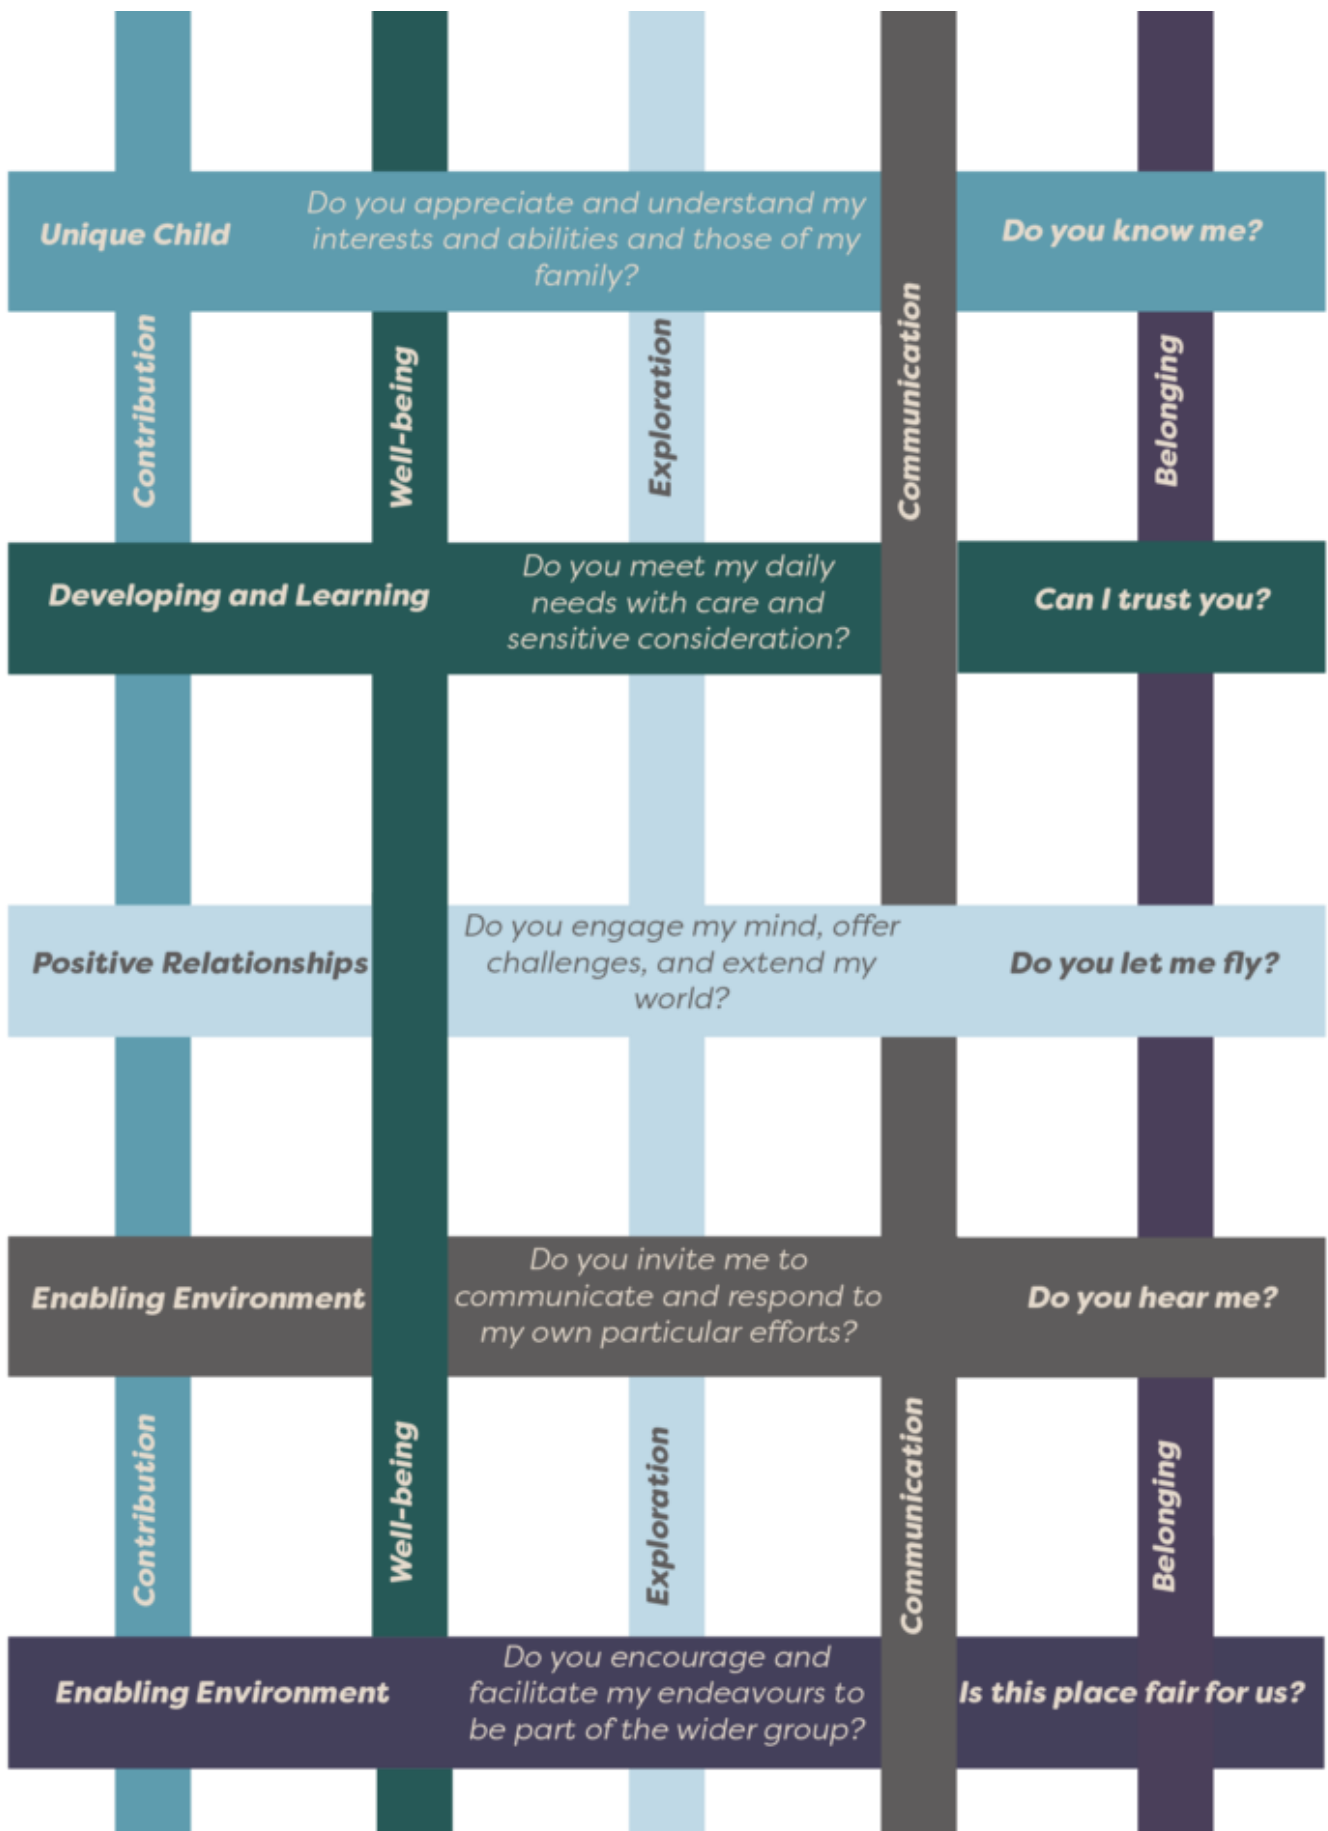 Unique Child
Do you appreciate and understand my
interests and abilities and those of my
family?
Do you know me?
Contribution
Well-being
Exploration
Communication
Belonging
Developing and Learning
Do you meet my daily
needs with care and
sensitive consideration?
Can I trust you?
Positive Relationships
Do you engage my mind, offer
challenges, and extend my
world?
Do you let me fly?
Enabling Environment
Do you invite me to
communicate and respond to
my own particular efforts?
Do you hear me?
Contribution
Well-being
Exploration
Communication
Belonging
Enabling Environment
Do you encourage and
facilitate my endeavours to
be part of the wider group?
Is this place fair for us?